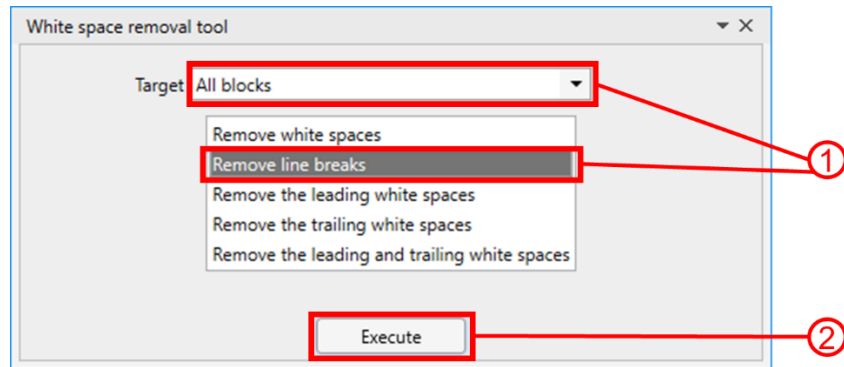 White space removal tool
Target All blocks
Remove white spaces
Remove line breaks
1
Remove the leading white spaces
Remove the trailing white spaces
Remove the leading and trailing white spaces
Execute
2